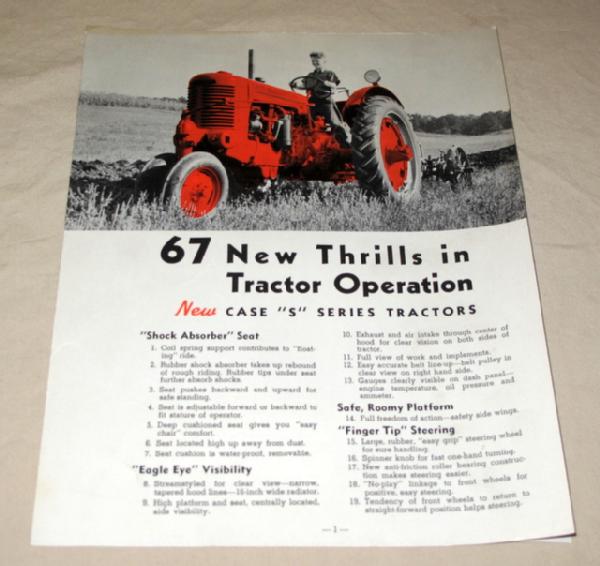 67 New Thrills in
Tractor Operation
New CASE "S" SERIES TRACTORS
"Shock Absorber" Seat
1. Coil spring support contributes to "float-
ing" ride.
2. Rubber shock absorber takes up rebound
of rough riding. Rubber tips under seat
further absorb shocks.
3. Seat pushes backward and upward for
safe standing.
4. Seat is adjustable forward or backward to
fit stature of operator.
5. Deep cushioned seat gives you "easy
chair" comfort.
6. Seat located high up away from dust.
7. Seat cushion is water-proof, removable.
"Eagle Eye" Visibility
8. Streamstyled for clear view—narrow,
tapered hood lines—15-inch wide radiator.
9. High platform and seat, centrally located,
side visibility.
10. Exhaust and air intake through center of
hood for clear vision on both sides of
tractor.
11. Full view of work and implements.
12. Easy accurate belt line-up—belt pulley in
clear view on right hand side.
13. Gauges clearly visible on dash panel—
engine temperature, oil pressure and
ammeter.
Safe, Roomy Platform
14. Full freedom of action—safety side wings.
"Finger Tip" Steering
15. Large, rubber, "easy grip" steering wheel
for sure handling.
16. Spinner knob for fast one-hand turning.
17. New anti-friction roller bearing construc-
tion makes steering easier.
18. "No-play" linkage to front wheels for
positive, easy steering.
19. Tendency of front wheels to return to
straight-forward position helps steering.
—1—